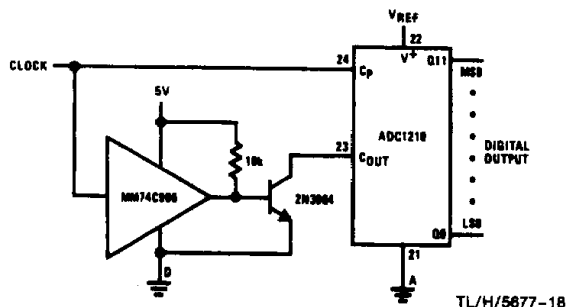 VREF
22
V+
Q11
CLOCK
24
CP
MSB
5V
ADC1210
10k
23
COUT
DIGITAL
OUTPUT
MM74C906
2N3904
LSB
Q0
21
D
A
TL/H/5677-18